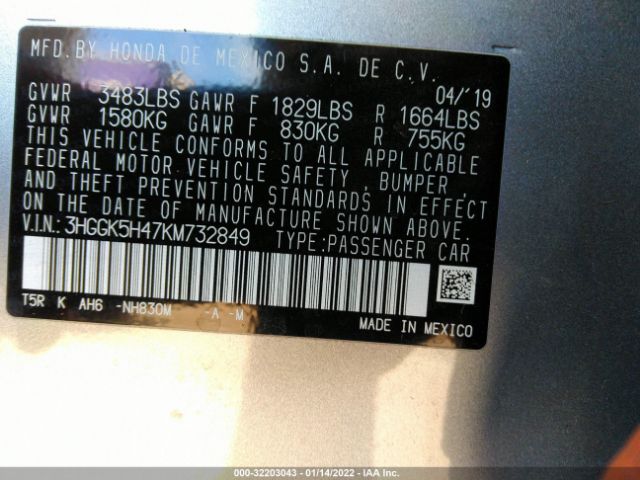 MFD.BY HONDA DE MEXICO S.A. DE C.V.
04/'19
GVWR 3483LBS GAWR F 1829LBS R 1664LBS
GVWR 1580KG GAWR F 830KG R 755KG
THIS VEHICLE CONFORMS TO ALL APPLICABLE
FEDERAL MOTOR VEHICLE SAFETY, BUMPER,
AND THEFT PREVENTION STANDARDS IN EFFECT
ON THE DATE OF MANUFACTURE SHOWN ABOVE.
V.I.N.: 3HGGK5H47KM732849 TYPE:PASSENGER CAR
T5R K AH6 -NH830M -A -M
MADE IN MEXICO
000-32203043 - 01/14/2022 - IAA Inc.